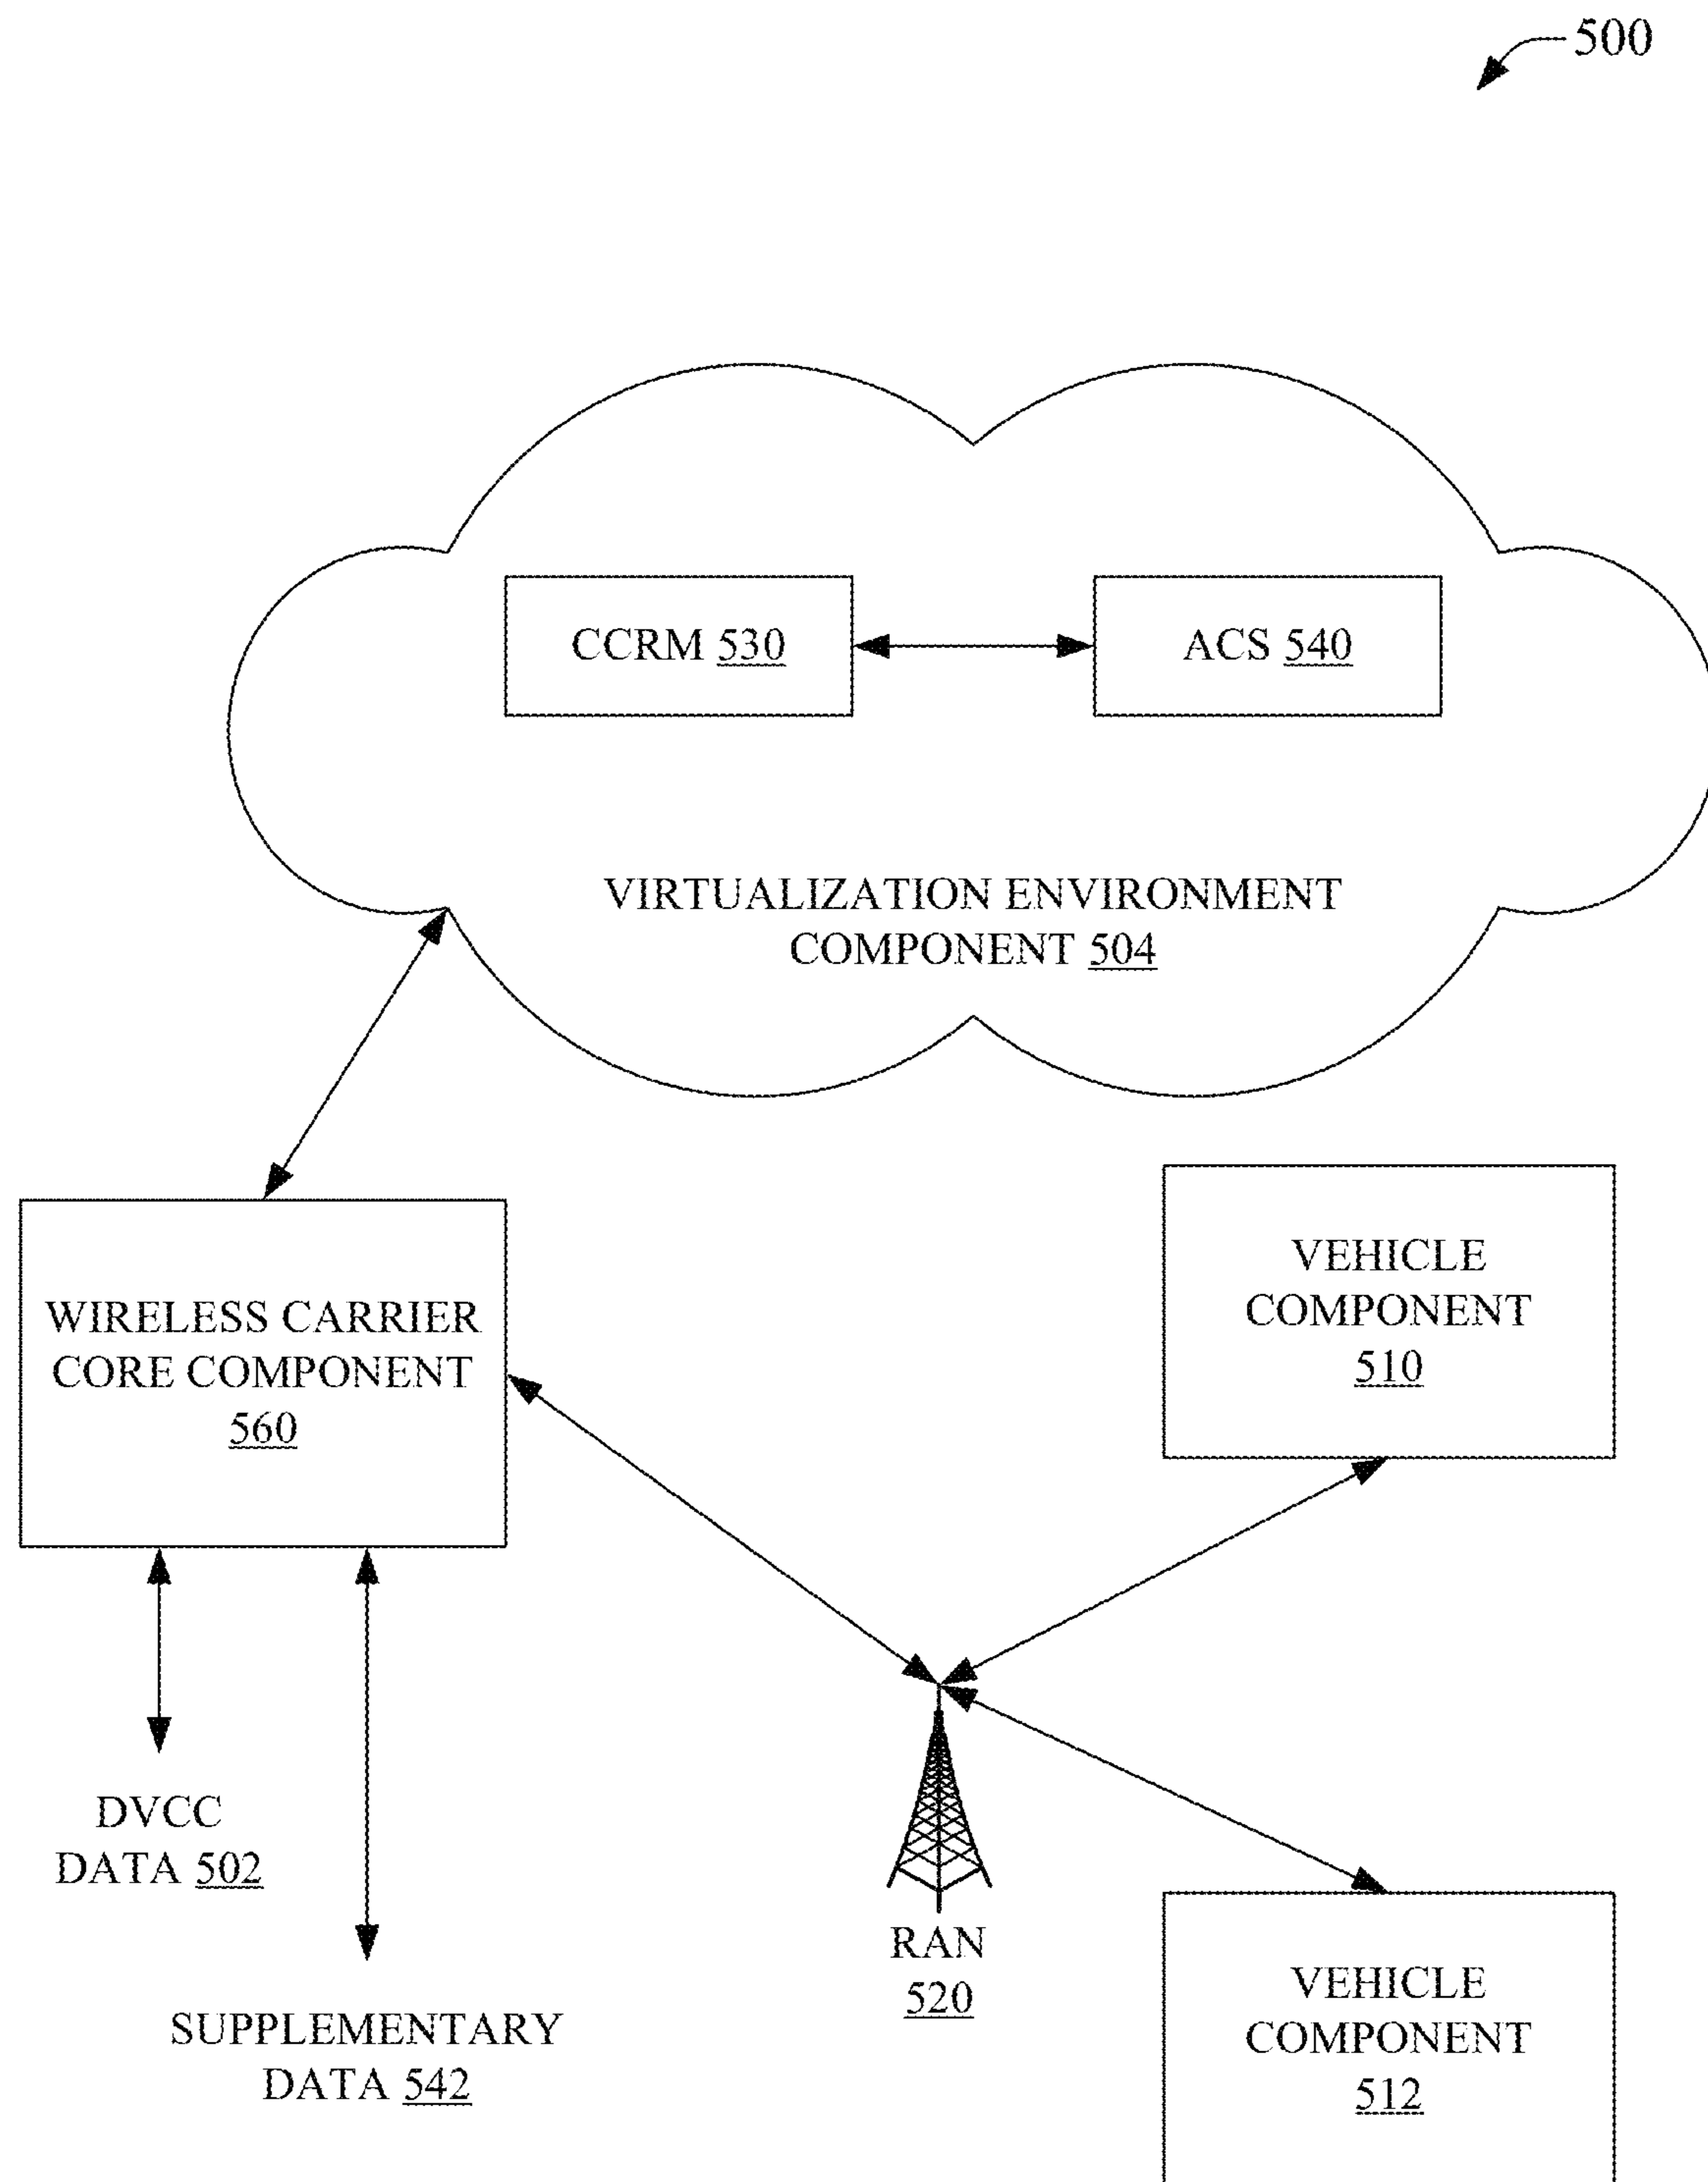 500
CCRM 530
ACS 540
VIRTUALIZATION ENVIRONMENT
COMPONENT 504
WIRELESS CARRIER
CORE COMPONENT
560
VEHICLE
COMPONENT
510
DVCC
DATA 502
SUPPLEMENTARY
DATA 542
RAN
520
VEHICLE
COMPONENT
512